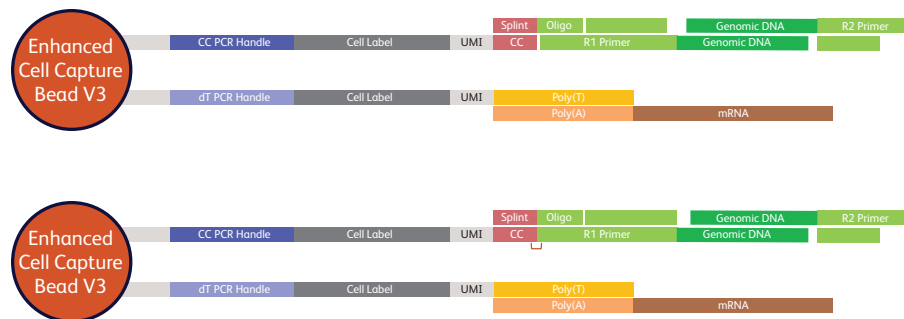 Splint Oligo Genomic DNA R2 Primer
Enhanced CC PCR Handle Cell Label UMI CC R1 Primer Genomic DNA
Cell Capture
Bead V3 dT PCR Handle Cell Label UMI Poly(T)
Poly(A) mRNA
Splint Oligo Genomic DNA R2 Primer
Enhanced CC PCR Handle Cell Label UMI CC R1 Primer Genomic DNA
Cell Capture
Bead V3 dT PCR Handle Cell Label UMI Poly(T)
Poly(A) mRNA